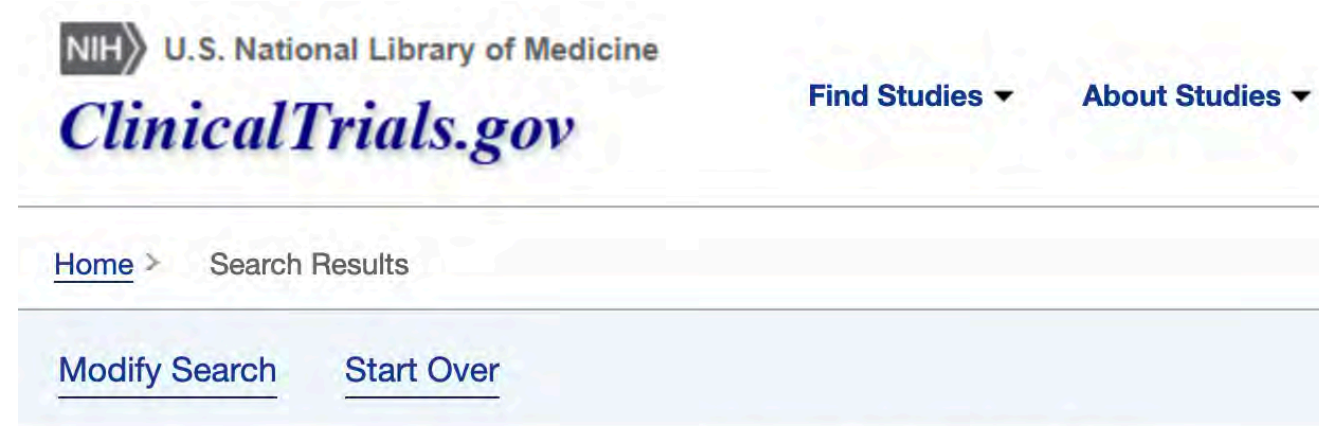 NIH U.S. National Library of Medicine
ClinicalTrials.gov
Find Studies About Studies
Home > Search Results
Modify Search Start Over